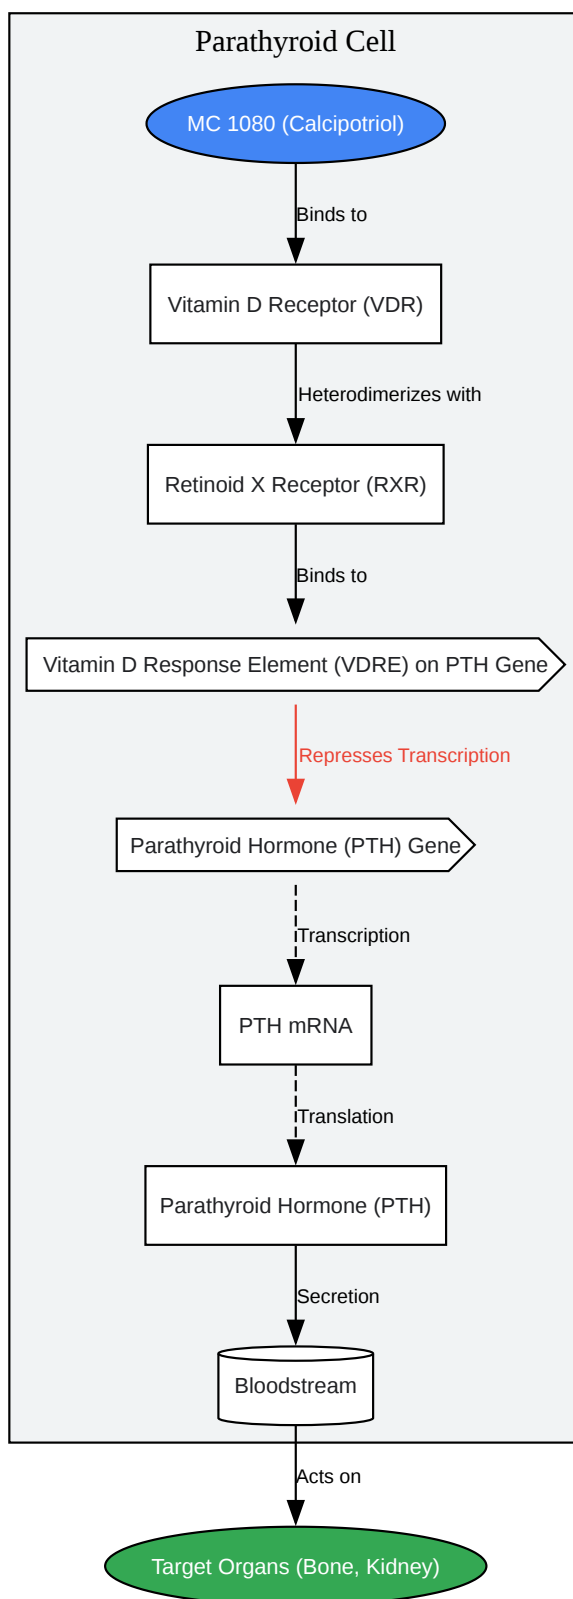 Parathyroid Cell
MC 1080 (Calcipotriol)
Binds to
Vitamin D Receptor (VDR)
Heterodimerizes with
Retinoid X Receptor (RXR)
Binds to
Vitamin D Response Element (VDRE) on PTH Gene
Represses Transcription
Parathyroid Hormone (PTH) Gene
Transcription
PTH mRNA
Translation
Parathyroid Hormone (PTH)
Secretion
Bloodstream
Acts on
Target Organs (Bone, Kidney)